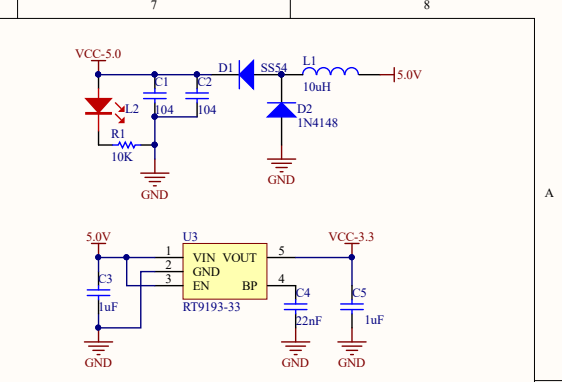 7
8
VCC-5.0
D1
SS54
L1
5.0V
10uH
C1
C2
L2
104
104
D2
1N4148
R1
10K
GND
GND
A
5.0V
U3
VCC-3.3
1
VIN
VOUT
5
2
GND
3
EN
BP
4
C3
1uF
RT9193-33
C4
22nF
C5
1uF
GND
GND
GND